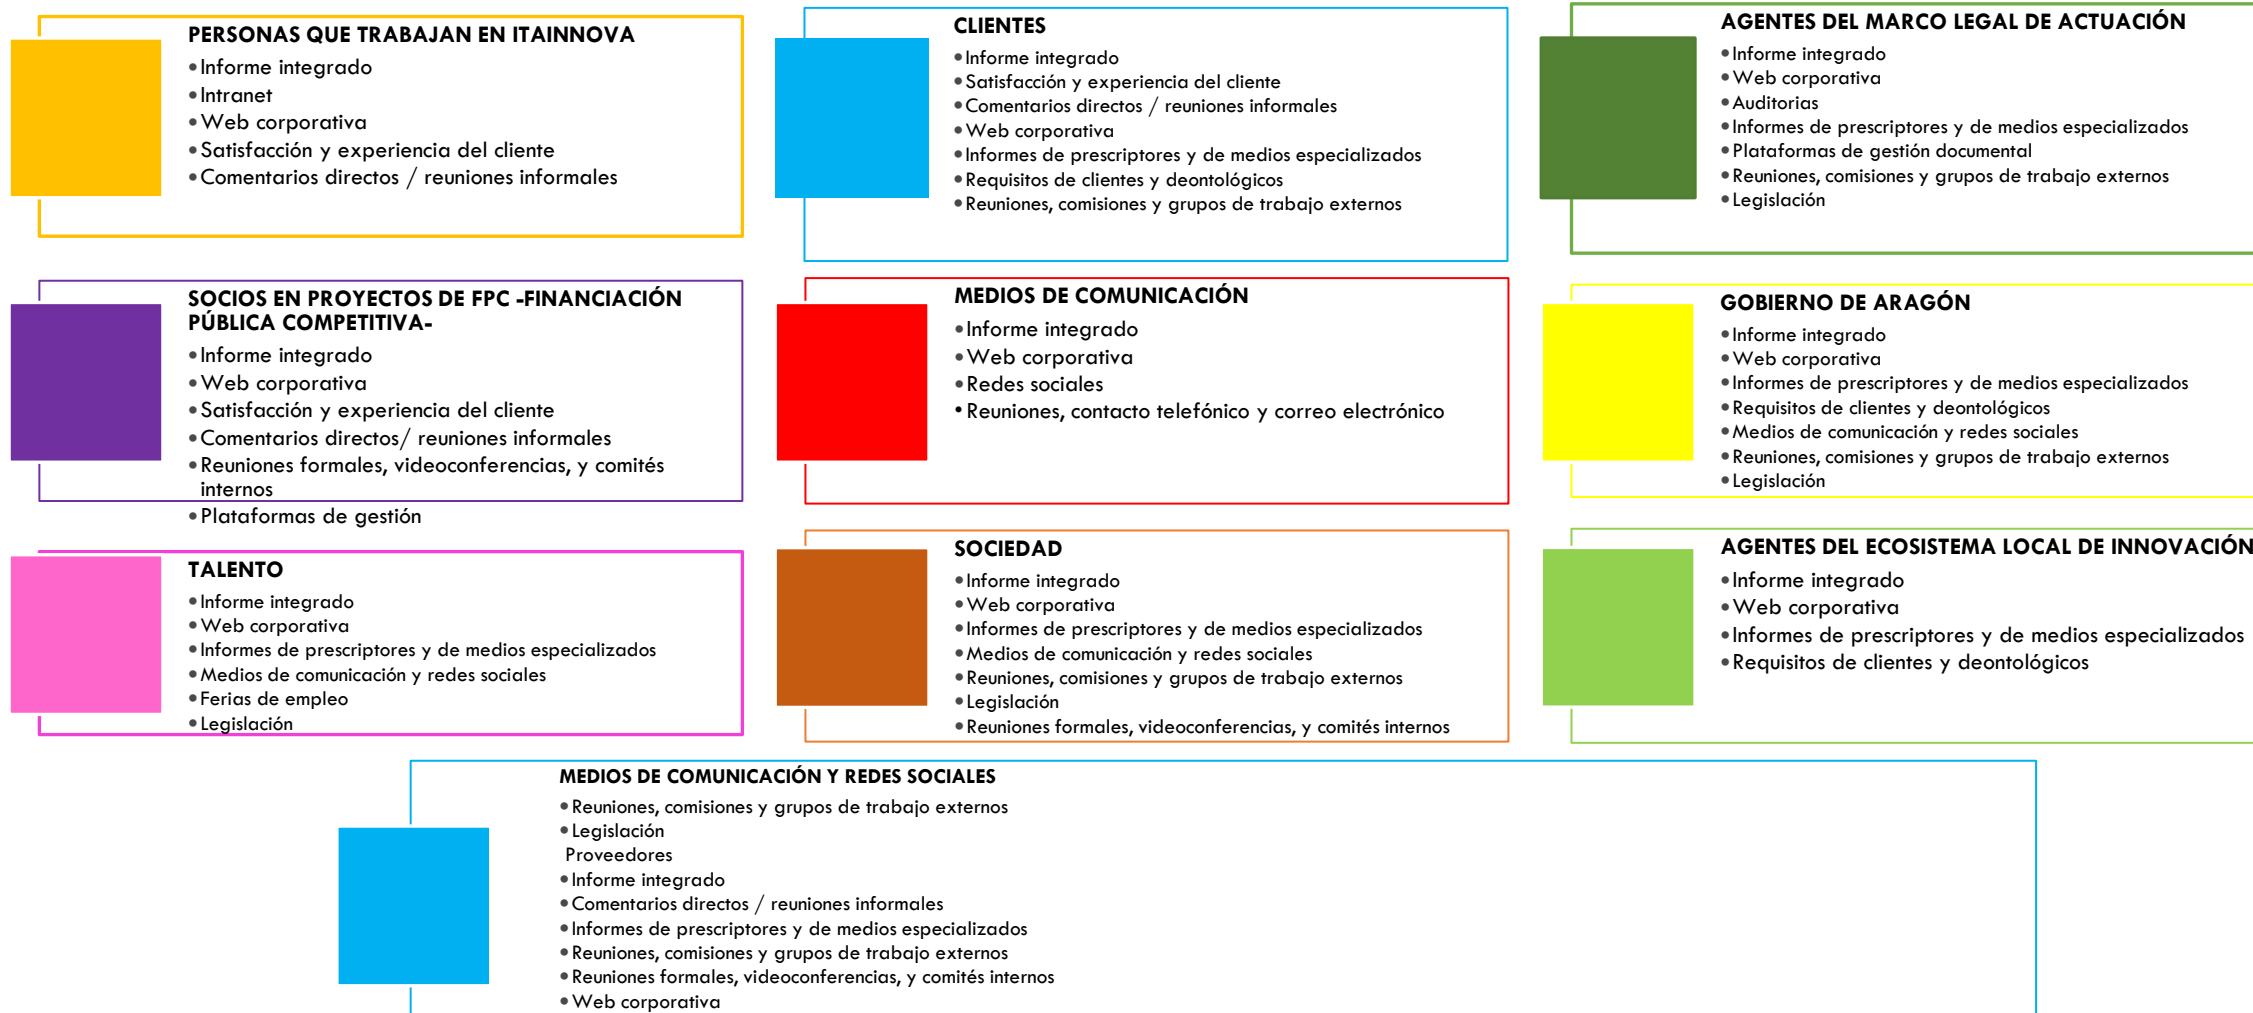 PERSONAS QUE TRABAJAN EN ITAINNOVA
•Informe integrado
•Intranet
•Web corporativa
•Satisfacción y experiencia del cliente
•Comentarios directos / reuniones informales
CLIENTES
•Informe integrado
•Satisfacción y experiencia del cliente
•Comentarios directos / reuniones informales
•Web corporativa
•Informes de prescriptores y de medios especializados
•Requisitos de clientes y deontológicos
•Reuniones, comisiones y grupos de trabajo externos
AGENTES DEL MARCO LEGAL DE ACTUACIÓN
•Informe integrado
•Web corporativa
•Auditorias
•Informes de prescriptores y de medios especializados
•Plataformas de gestión documental
•Reuniones, comisiones y grupos de trabajo externos
•Legislación
SOCIOS EN PROYECTOS DE FPC -FINANCIACIÓN
PÚBLICA COMPETITIVA-
•Informe integrado
•Web corporativa
•Satisfacción y experiencia del cliente
•Comentarios directos/ reuniones informales
•Reuniones formales, videoconferencias, y comités
internos
•Plataformas de gestión
MEDIOS DE COMUNICACIÓN
•Informe integrado
•Web corporativa
•Redes sociales
•Reuniones, contacto telefónico y correo electrónico
GOBIERNO DE ARAGÓN
•Informe integrado
•Web corporativa
•Informes de prescriptores y de medios especializados
•Requisitos de clientes y deontológicos
•Medios de comunicación y redes sociales
•Reuniones, comisiones y grupos de trabajo externos
•Legislación
TALENTO
•Informe integrado
•Web corporativa
•Informes de prescriptores y de medios especializados
•Medios de comunicación y redes sociales
•Ferias de empleo
•Legislación
SOCIEDAD
•Informe integrado
•Web corporativa
•Informes de prescriptores y de medios especializados
•Medios de comunicación y redes sociales
•Reuniones, comisiones y grupos de trabajo externos
•Legislación
•Reuniones formales, videoconferencias, y comités internos
AGENTES DEL ECOSISTEMA LOCAL DE INNOVACIÓN
•Informe integrado
•Web corporativa
•Informes de prescriptores y de medios especializados
•Requisitos de clientes y deontológicos
MEDIOS DE COMUNICACIÓN Y REDES SOCIALES
•Reuniones, comisiones y grupos de trabajo externos
•Legislación
Proveedores
•Informe integrado
•Comentarios directos / reuniones informales
•Informes de prescriptores y de medios especializados
•Reuniones, comisiones y grupos de trabajo externos
•Reuniones formales, videoconferencias, y comités internos
•Web corporativa